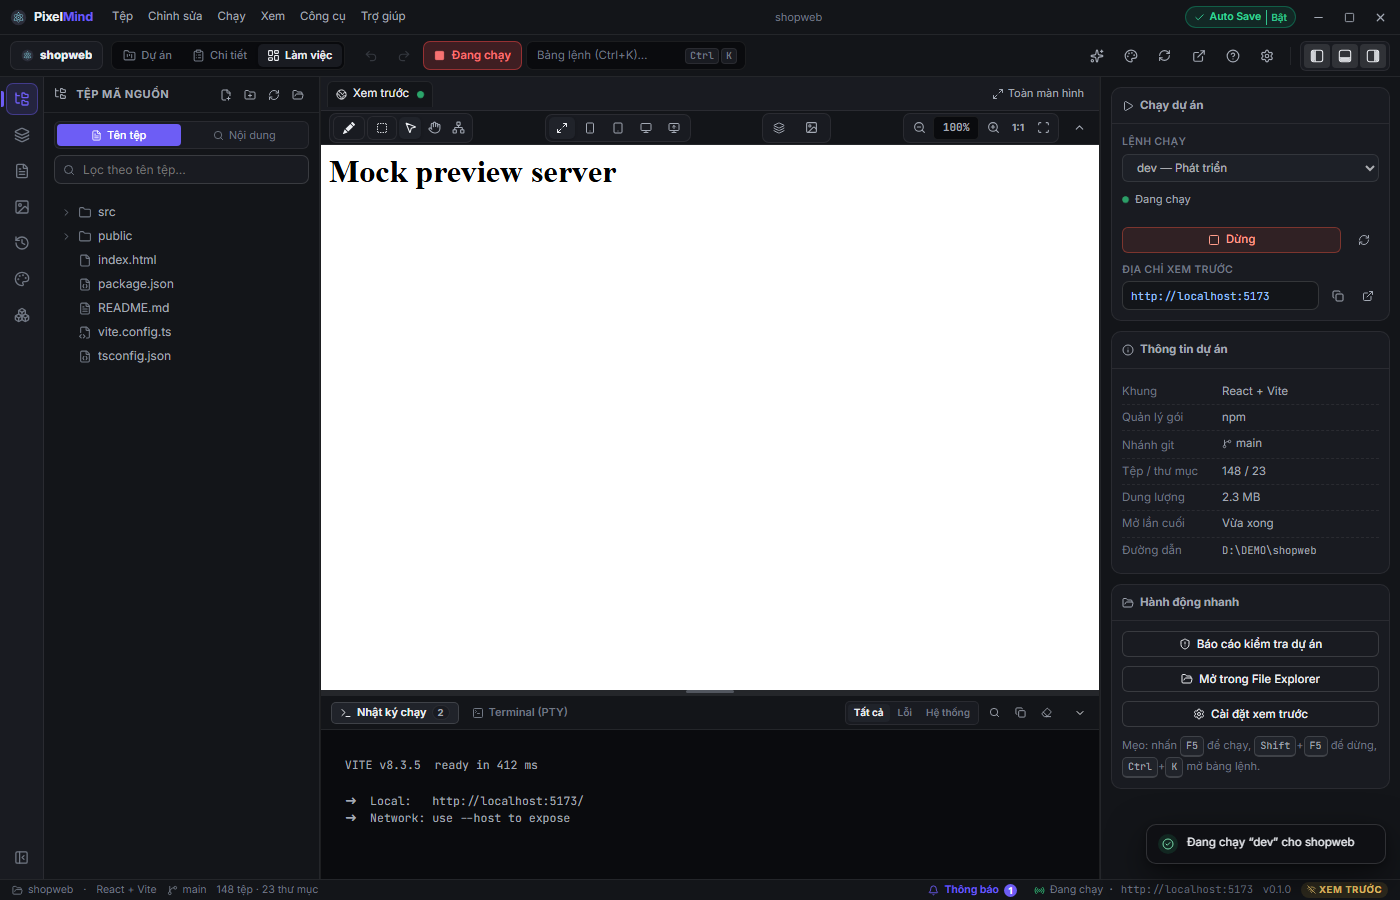 PixelMind Tệp Chỉnh sửa Chạy Xem Công cụ Trợ giúp
shopweb
Auto Save Bật
shopweb Dự án Chi tiết Làm việc
Đang chạy
Bảng lệnh (Ctrl+K)... Ctrl K
TỆP MÃ NGUỒN
Tên tệp Nội dung
Lọc theo tên tệp...
src
public
index.html
package.json
README.md
vite.config.ts
tsconfig.json
Xem trước
Toàn màn hình
100% 1:1
Mock preview server
Nhật ký chạy 2 Terminal (PTY)
Tất cả Lỗi Hệ thống
VITE v8.3.5 ready in 412 ms
➜ Local: http://localhost:5173/
➜ Network: use --host to expose
Chạy dự án
LỆNH CHẠY
dev — Phát triển
Đang chạy
Dừng
ĐỊA CHỈ XEM TRƯỚC
http://localhost:5173
Thông tin dự án
Khung React + Vite
Quản lý gói npm
Nhánh git main
Tệp / thư mục 148 / 23
Dung lượng 2.3 MB
Mở lần cuối Vừa xong
Đường dẫn D:\DEMO\shopweb
Hành động nhanh
Báo cáo kiểm tra dự án
Mở trong File Explorer
Cài đặt xem trước
Mẹo: nhấn F5 để chạy, Shift + F5 để dừng,
Ctrl + K mở bảng lệnh.
Đang chạy “dev” cho shopweb
shopweb · React + Vite main 148 tệp · 23 thư mục
Thông báo 1 Đang chạy · http://localhost:5173 v0.1.0 XEM TRƯỚC